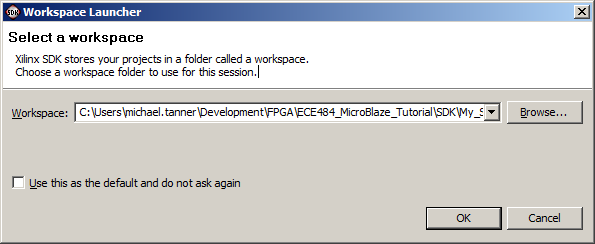 Workspace Launcher
Select a workspace
Xilinx SDK stores your projects in a folder called a workspace.
Choose a workspace folder to use for this session.
Workspace: C:\Users\michael.tanner\Development\FPGA\ECE484_MicroBlaze_Tutorial\SDK\My_S Browse...
Use this as the default and do not ask again
OK Cancel